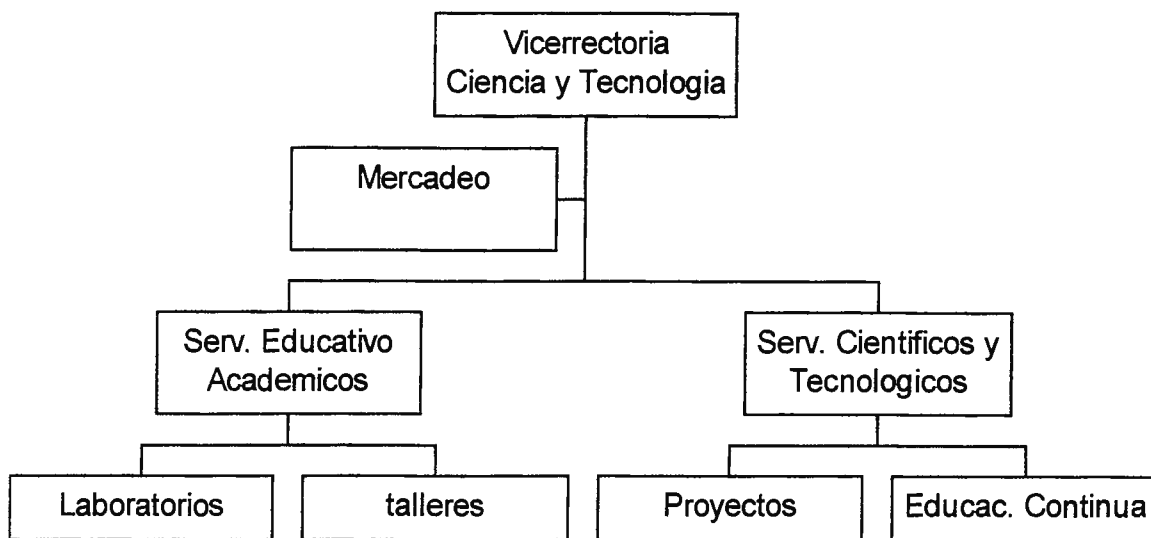 Vicerrectoria
Ciencia y Tecnologia
Mercadeo
Serv. Educativo
Academicos
Serv. Cientificos y
Tecnologicos
Laboratorios
talleres
Proyectos
Educac. Continua